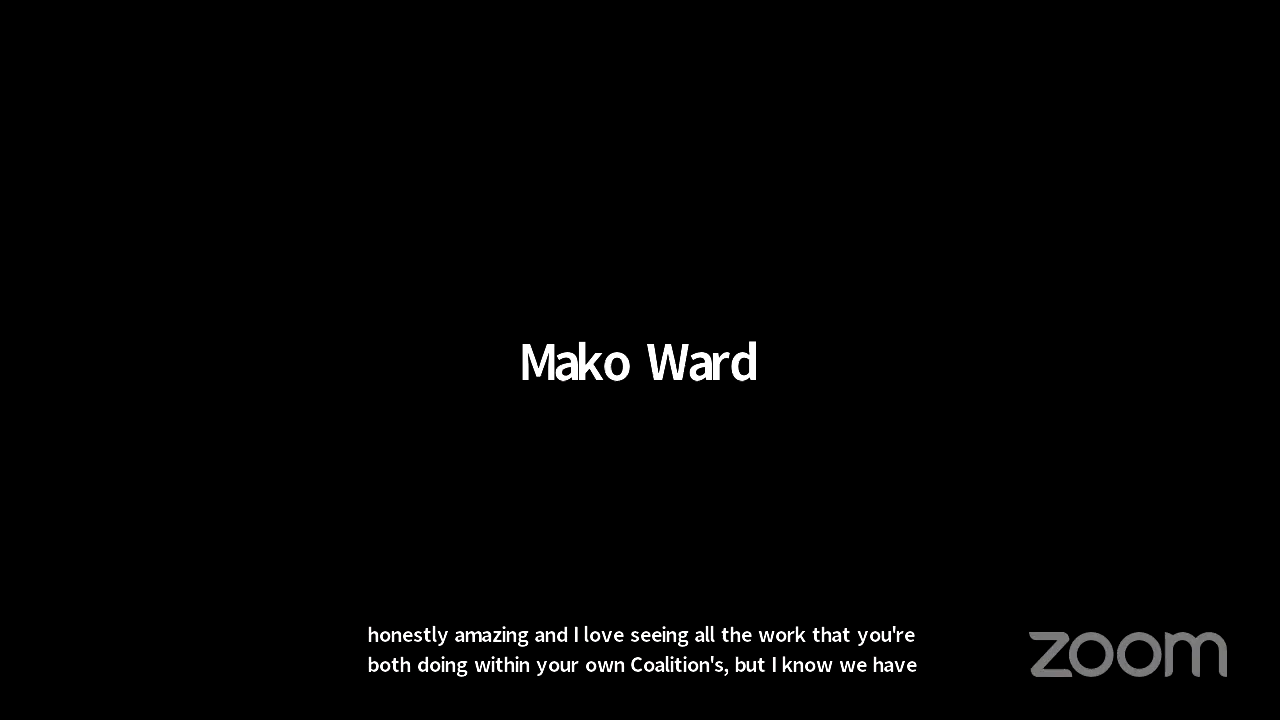 Mako Ward
honestly amazing and I love seeing all the work that you're
both doing within your own Coalition's, but I know we have
zoom